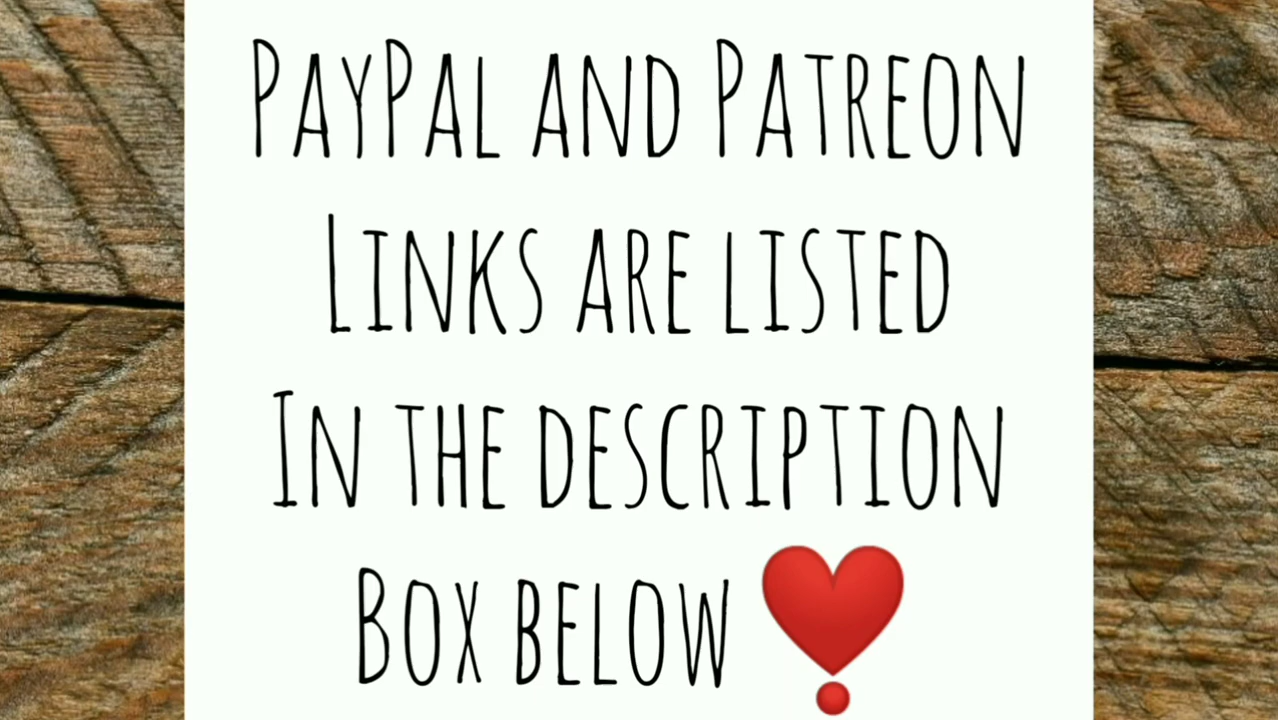 PayPal and Patreon
Links are listed
In the description
Box below ❣️